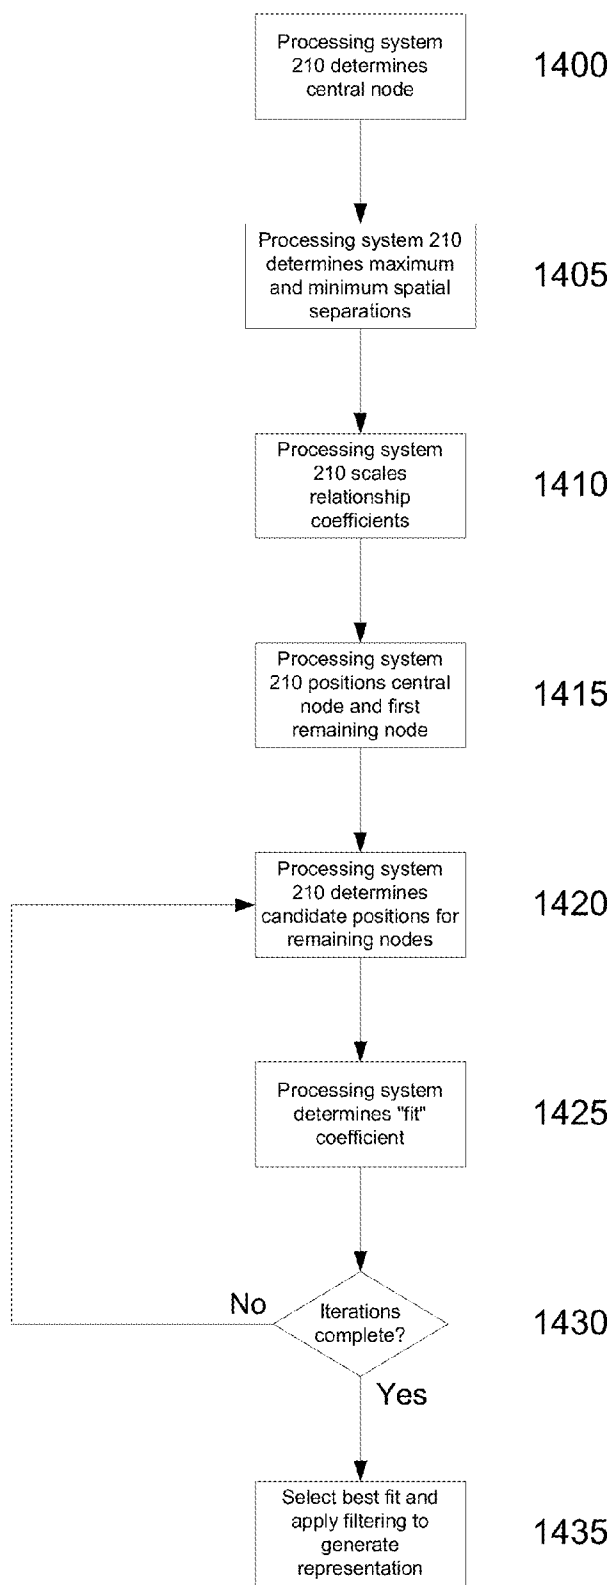 Processing system
210 determines
central node
1400
Processing system 210
determines maximum
and minimum spatial
separations
1405
Processing system
210 scales
relationship
coefficients
1410
Processing system
210 positions central
node and first
remaining node
1415
Processing system
210 determines
candidate positions for
remaining nodes
1420
Processing system
determines "fit"
coefficient
1425
No
Iterations
complete?
1430
Yes
Select best fit and
apply filtering to
generate
representation
1435